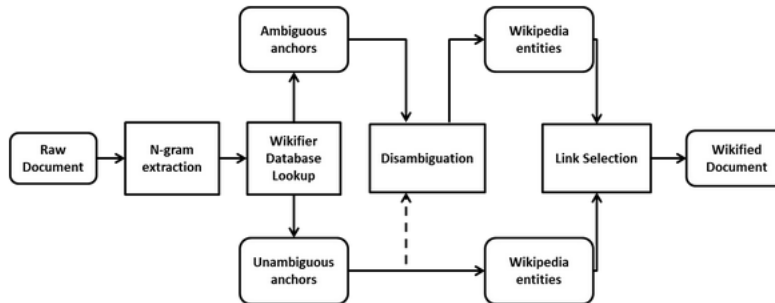 Ambiguous
anchors
Wikipedia
entities
Raw
Document
N-gram
extraction
Wikifier
Database
Lookup
Disambiguation
Link Selection
Wikified
Document
Unambiguous
anchors
Wikipedia
entities